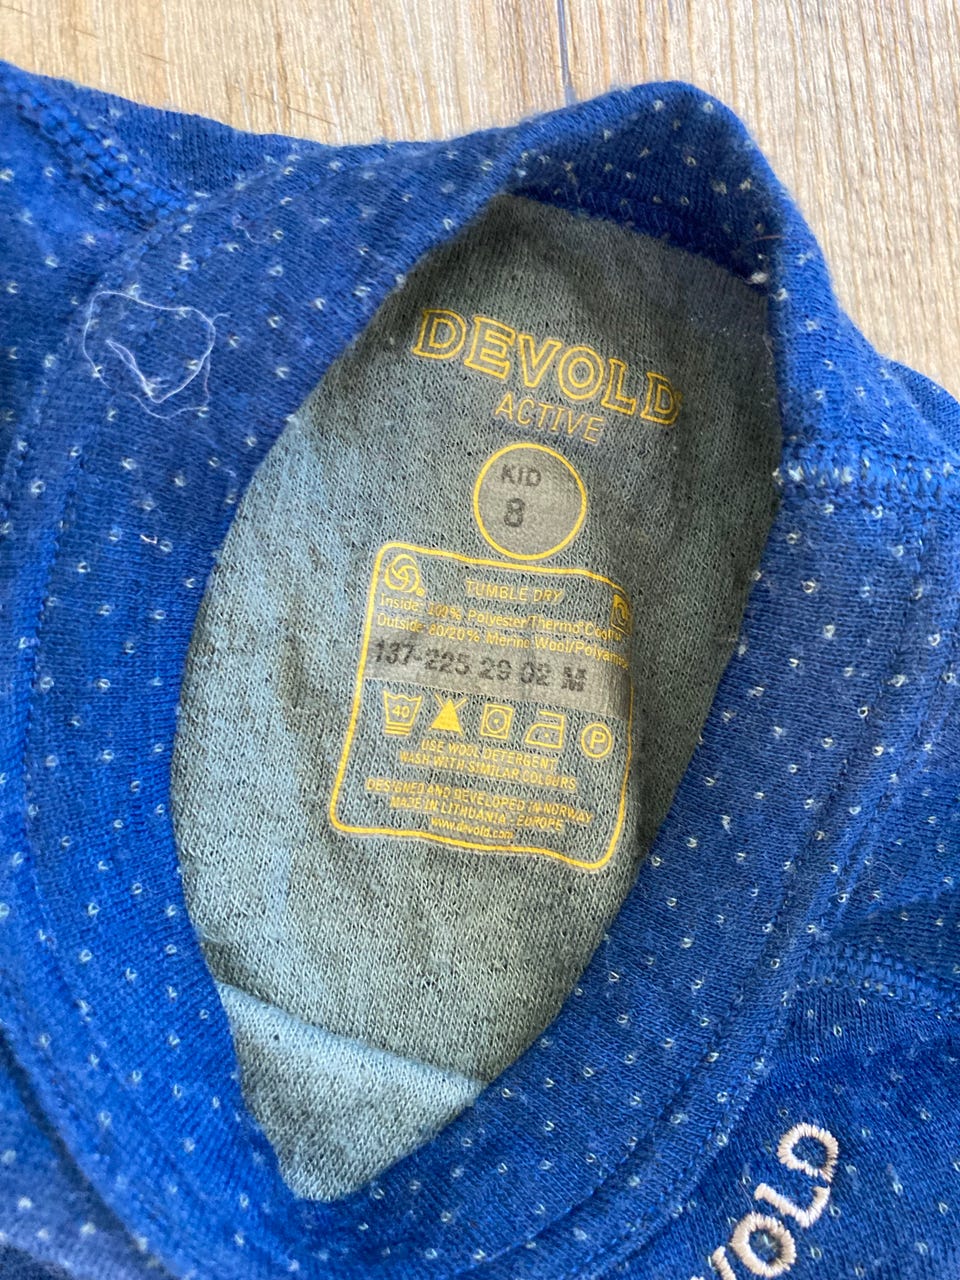 DEVOLD
ACTIVE
KID
8
TUMBLE DRY
Inside: 100% Polyester/Thermo°Cool
Outside: 80/20% Merino Wool/Polyamide
137-225 29 02 M
40
P
USE WOOL DETERGENT
WASH WITH SIMILAR COLOURS
DESIGNED AND DEVELOPED IN NORWAY
MADE IN LITHUANIA - EUROPE
www.devold.com
VOLD